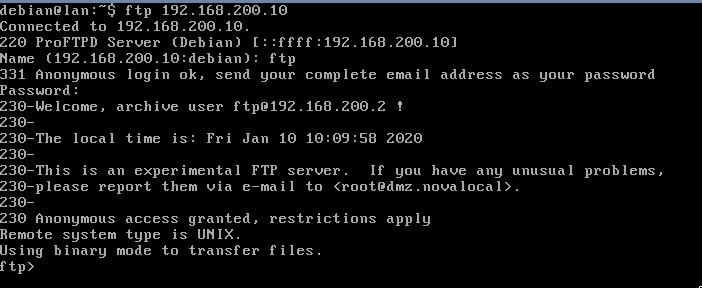 debian@lan:~$ ftp 192.168.200.10
Connected to 192.168.200.10.
220 ProFTPD Server (Debian) [::ffff:192.168.200.10]
Name (192.168.200.10:debian): ftp
331 Anonymous login ok, send your complete email address as your password
Password:
230-Welcome, archive user ftp@192.168.200.2 !
230-
230-The local time is: Fri Jan 10 10:09:58 2020
230-
230-This is an experimental FTP server.  If you have any unusual problems,
230-please report them via e-mail to <root@dmz.novalocal>.
230-
230 Anonymous access granted, restrictions apply
Remote system type is UNIX.
Using binary mode to transfer files.
ftp>